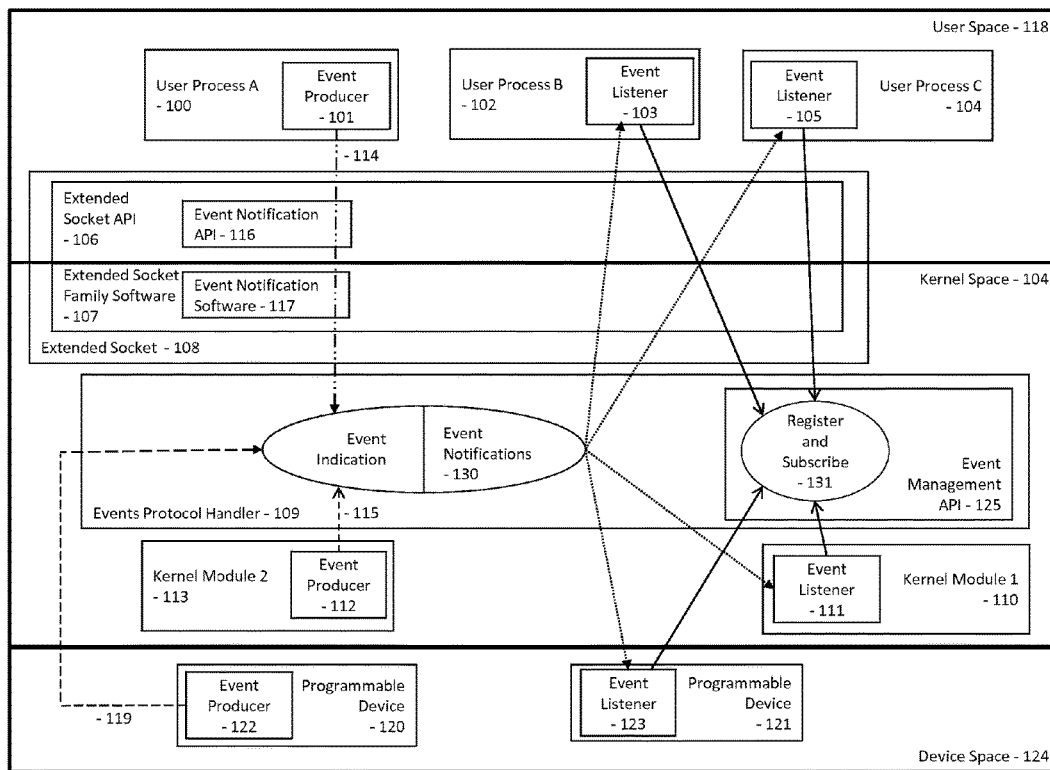 User Space - 118
User Process A
- 100
Event
Producer
- 101
User Process B
- 102
Event
Listener
- 103
Event
Listener
- 105
User Process C
- 104
- 114
Extended
Socket API
- 106
Event Notification
API - 116
Extended Socket
Family Software
- 107
Event Notification
Software - 117
Kernel Space - 104
Extended Socket - 108
Event
Indication
Event
Notifications
- 130
Register
and
Subscribe
- 131
Event
Management
API - 125
Events Protocol Handler - 109
- 115
Kernel Module 2
- 113
Event
Producer
- 112
Event
Listener
- 111
Kernel Module 1
- 110
- 119
Event
Producer
- 122
Programmable
Device
- 120
Event
Listener
- 123
Programmable
Device
- 121
Device Space - 124